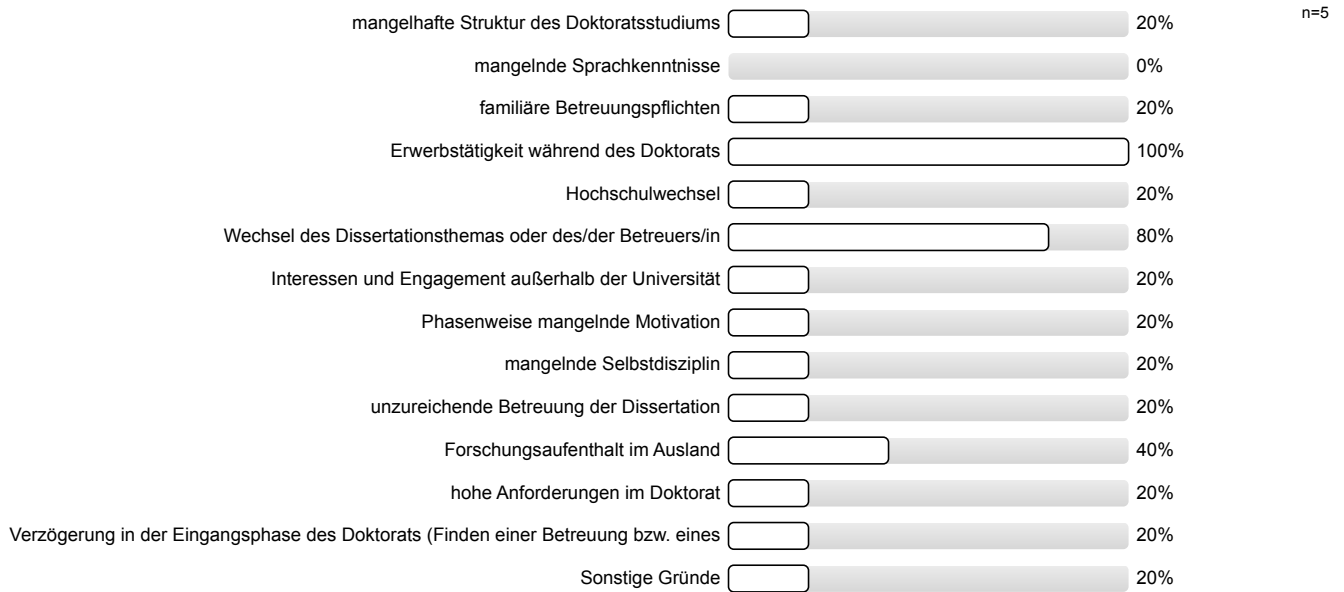 mangelhafte Struktur des Doktoratsstudiums 20% n=5
mangelnde Sprachkenntnisse 0%
familiäre Betreuungspflichten 20%
Erwerbstätigkeit während des Doktorats 100%
Hochschulwechsel 20%
Wechsel des Dissertationsthemas oder des/der Betreuers/in 80%
Interessen und Engagement außerhalb der Universität 20%
Phasenweise mangelnde Motivation 20%
mangelnde Selbstdisziplin 20%
unzureichende Betreuung der Dissertation 20%
Forschungsaufenthalt im Ausland 40%
hohe Anforderungen im Doktorat 20%
Verzögerung in der Eingangsphase des Doktorats (Finden einer Betreuung bzw. eines 20%
Sonstige Gründe 20%